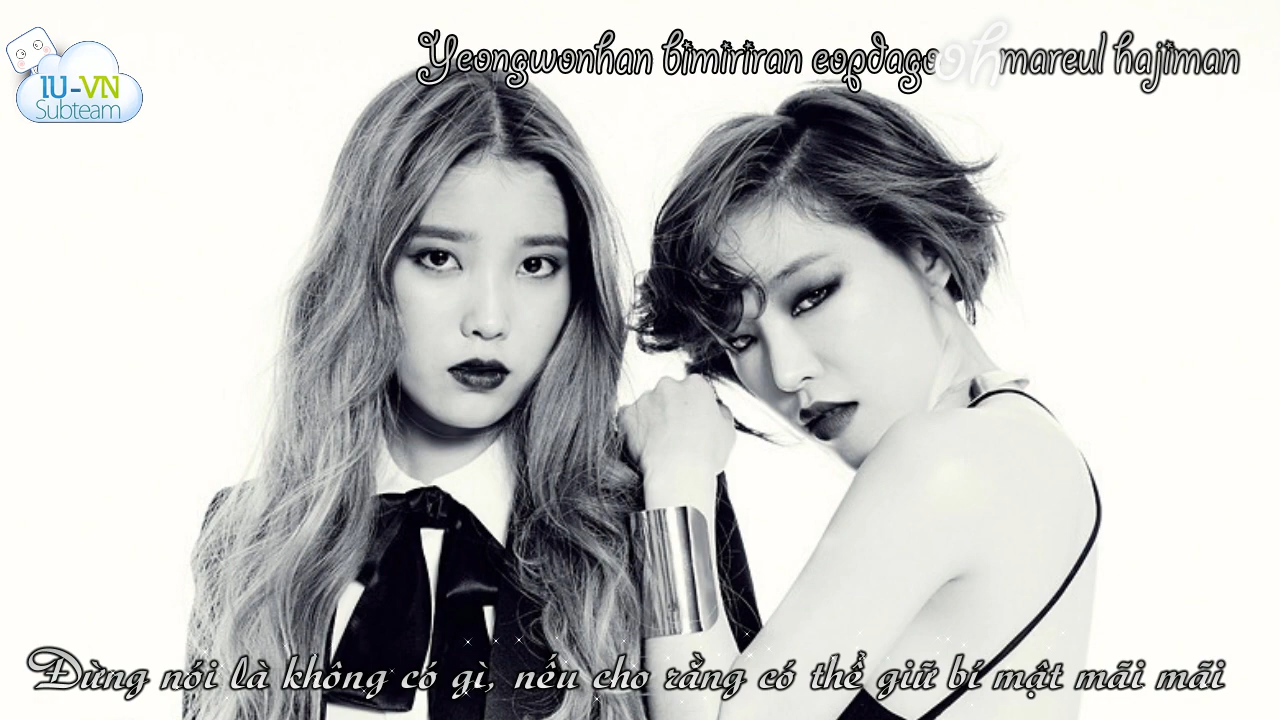 Yeongwonhan bimiriran eopdago oh mareul hajiman
IU-VN
Subteam
Đừng nói là không có gì, nếu cho rằng có thể giữ bí mật mãi mãi